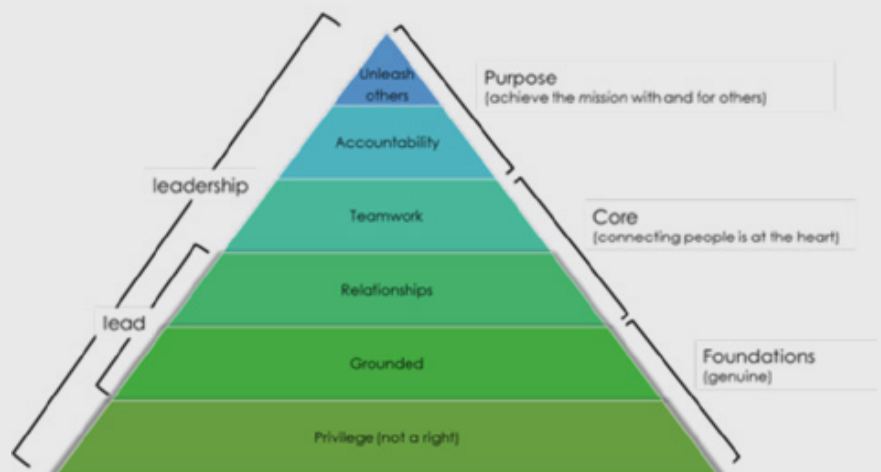 Unleash
others
Purpose
(achieve the mission with and for others)
Accountability
leadership
Teamwork
Core
(connecting people is at the heart)
Relationships
lead
Grounded
Foundations
(genuine)
Privilege (not a right)